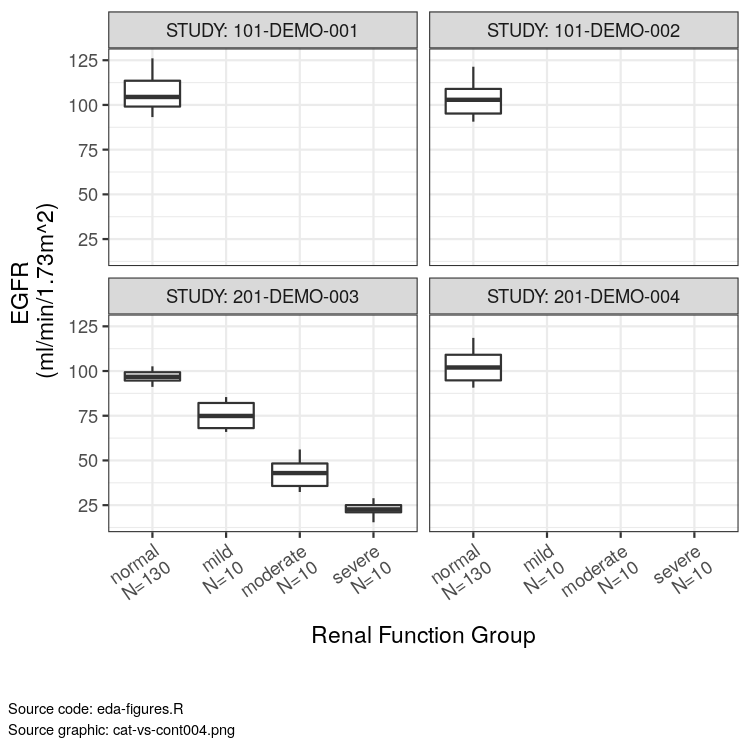 STUDY: 101-DEMO-001
STUDY: 101-DEMO-002
125
100
75
50
25
STUDY: 201-DEMO-003
STUDY: 201-DEMO-004
125
100
75
50
25
EGFR
(ml/min/1.73m^2)
normal
N=130
mild
N=10
moderate
N=10
severe
N=10
normal
N=130
mild
N=10
moderate
N=10
severe
N=10
Renal Function Group
Source code: eda-figures.R
Source graphic: cat-vs-cont004.png